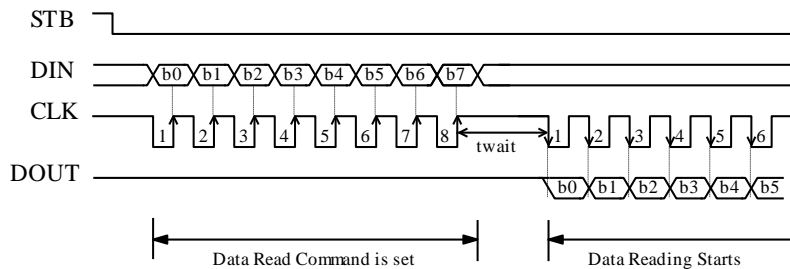 STB
DIN b0 b1 b2 b3 b4 b5 b6 b7
CLK 1 2 3 4 5 6 7 8 twait 1 2 3 4 5 6
DOUT b0 b1 b2 b3 b4 b5
Data Read Command is set Data Reading Starts